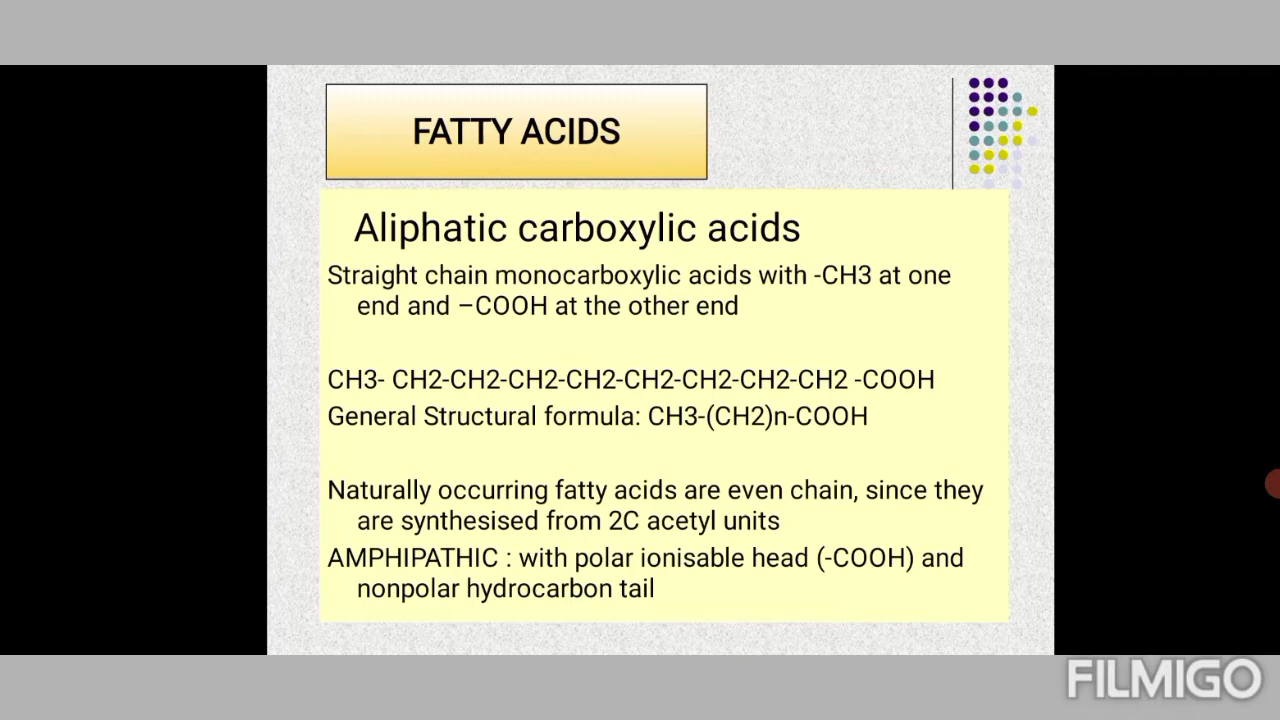 FATTY ACIDS
Aliphatic carboxylic acids
Straight chain monocarboxylic acids with -CH3 at one
end and –COOH at the other end
CH3- CH2-CH2-CH2-CH2-CH2-CH2-CH2 -COOH
General Structural formula: CH3-(CH2)n-COOH
Naturally occurring fatty acids are even chain, since they
are synthesised from 2C acetyl units
AMPHIPATHIC : with polar ionisable head (-COOH) and
nonpolar hydrocarbon tail
FILMIGO